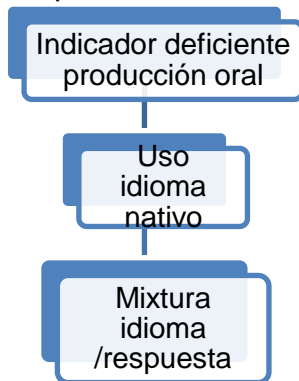 Indicador deficiente
producción oral
Uso
idioma
nativo
Mixtura
idioma
/respuesta